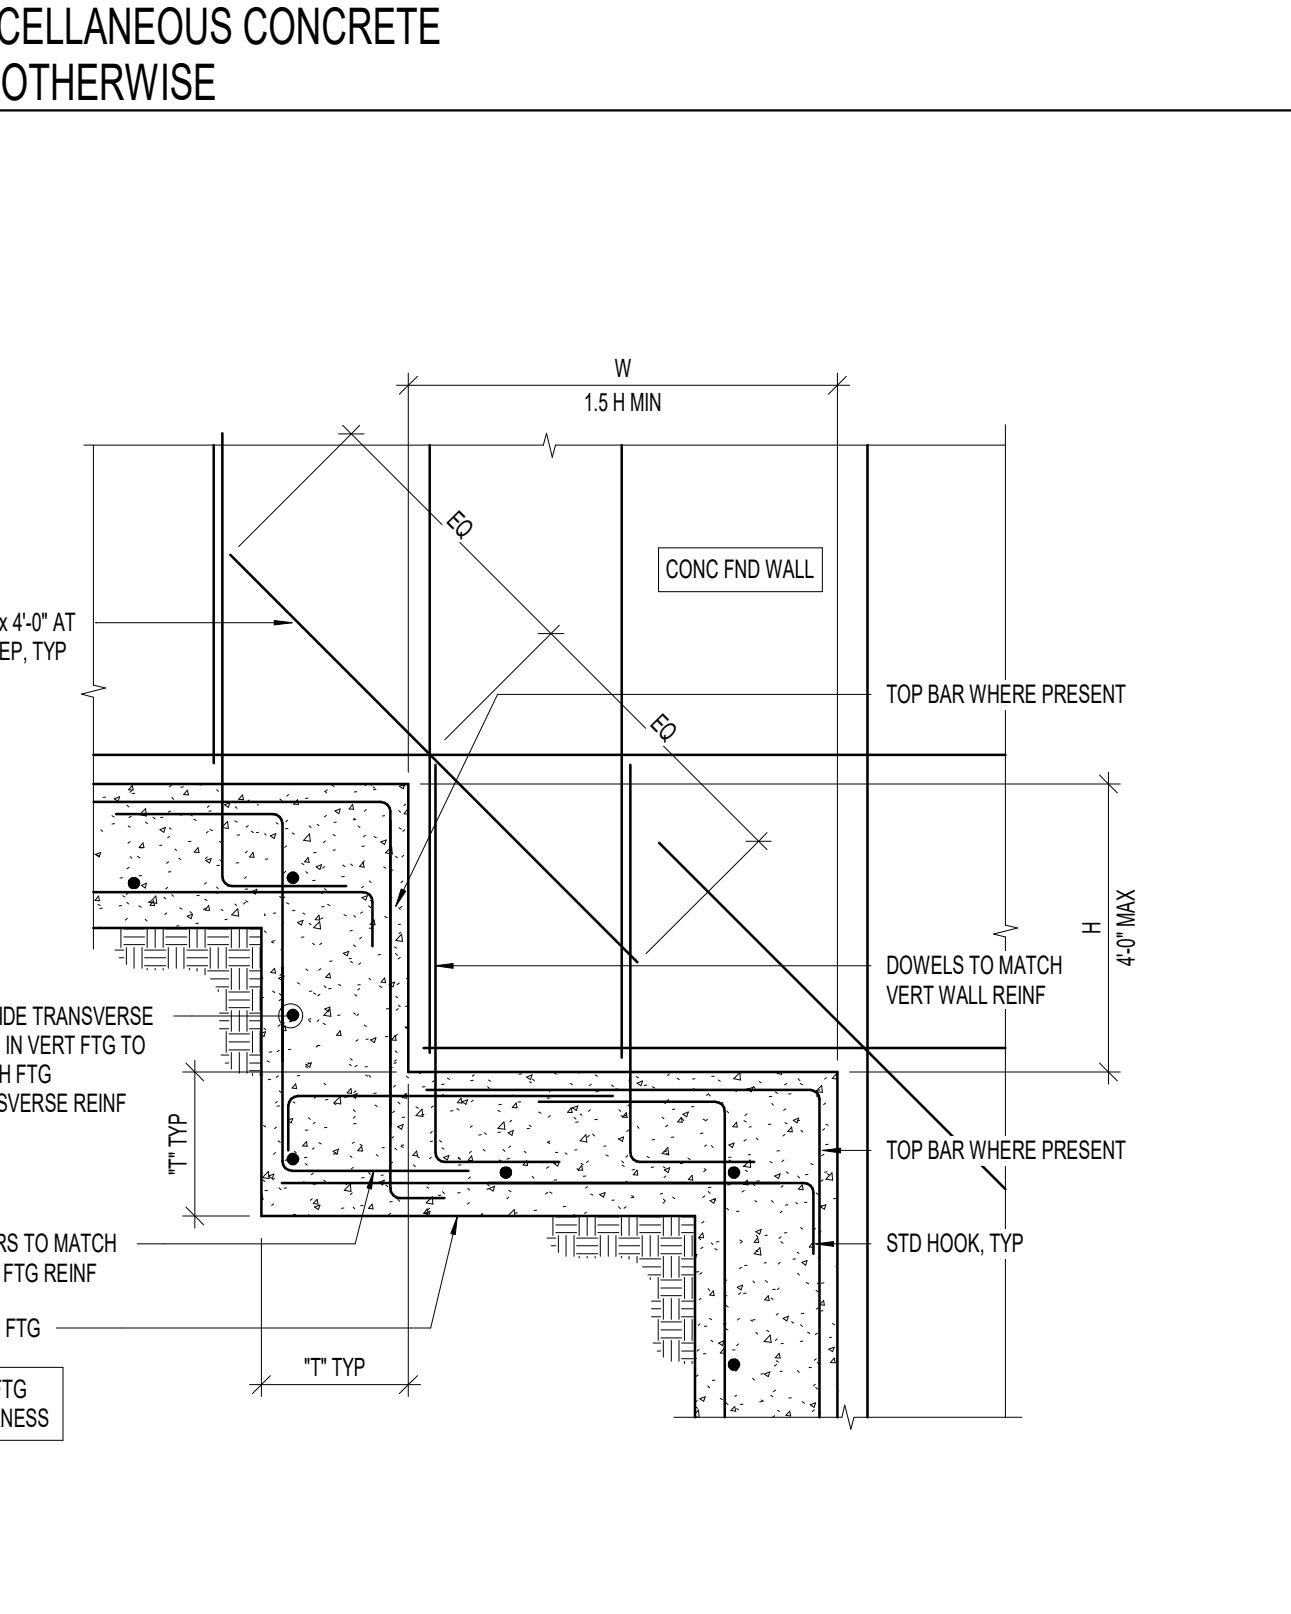 CELLANEOUS CONCRETE
OTHERWISE
W
1.5 H MIN
EQ
CONC FND WALL
x 4'-0" AT
EP, TYP
TOP BAR WHERE PRESENT
EQ
H
4'-0" MAX
DOWELS TO MATCH
VERT WALL REINF
IDE TRANSVERSE
IN VERT FTG TO
H FTG
SVERSE REINF
"T" TYP
TOP BAR WHERE PRESENT
RS TO MATCH
FTG REINF
STD HOOK, TYP
FTG
"T" TYP
FTG
NESS